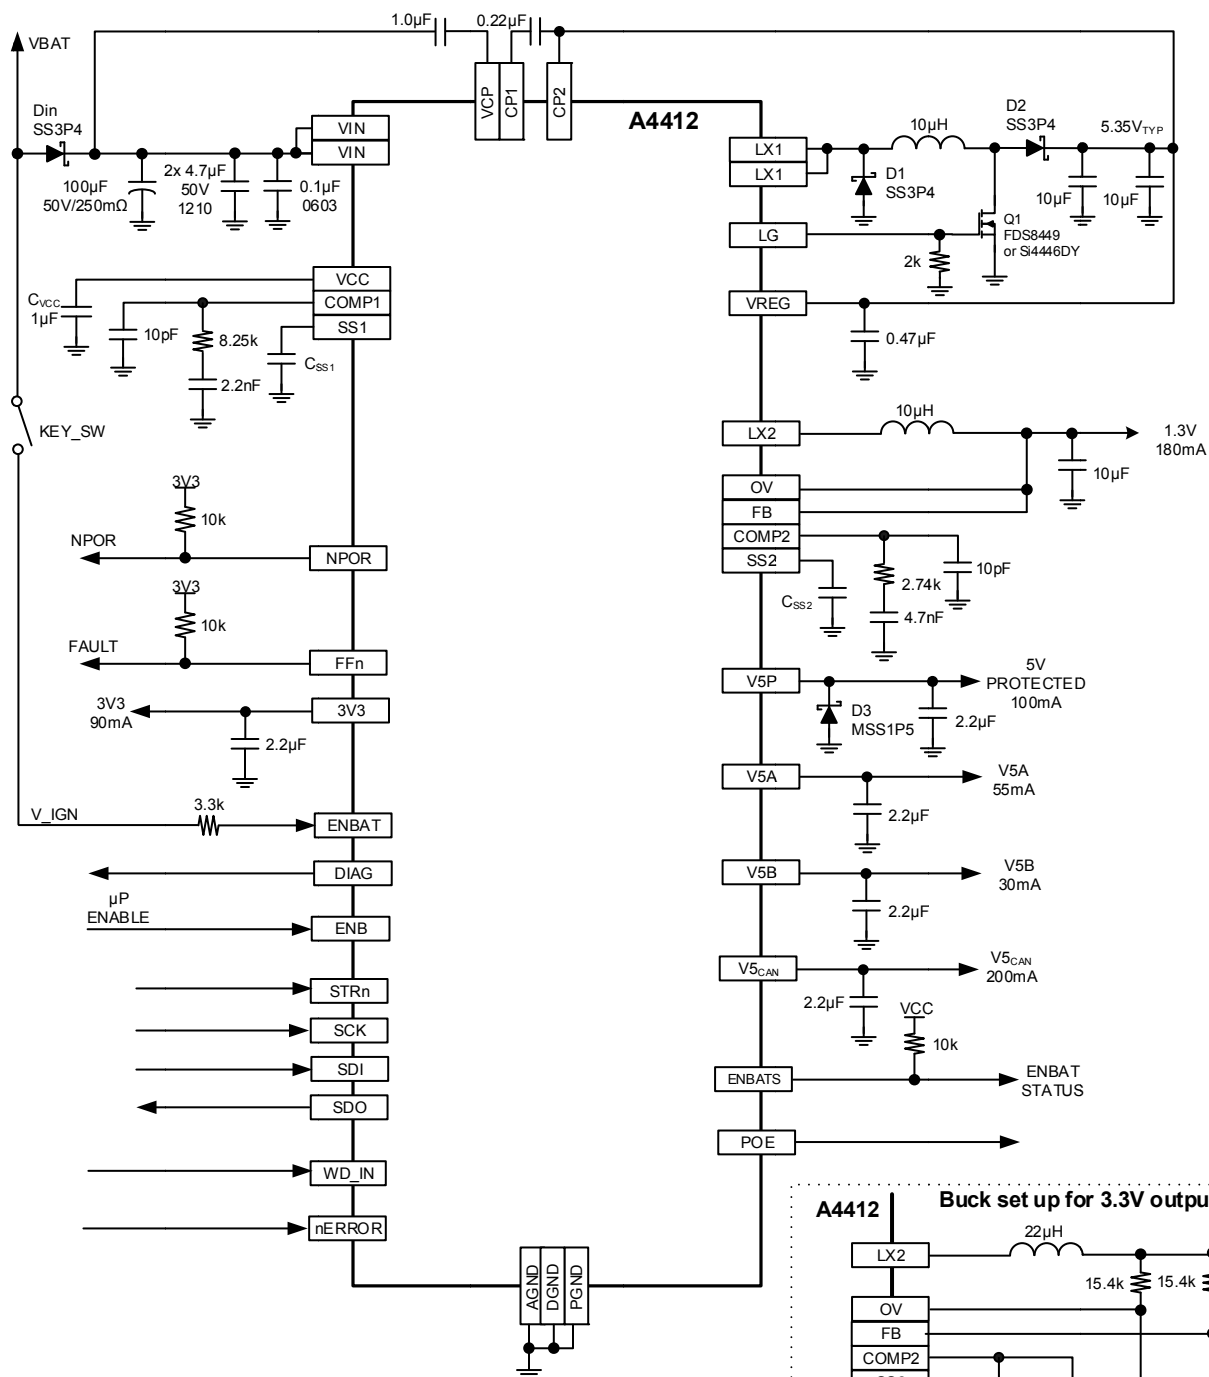 1.0µF
0.22µF
VBAT
Din
SS3P4
VCP
CP1
CP2
A4412
VIN
VIN
100µF
50V/250mΩ
2x 4.7µF
50V
1210
0.1µF
0603
LX1
LX1
10µH
D2
SS3P4
5.35VTYP
D1
SS3P4
10µF
10µF
LG
2k
Q1
FDS8449
or Si4446DY
VCC
COMP1
SS1
CVCC
1µF
10pF
8.25k
2.2nF
CSS1
VREG
0.47µF
KEY_SW
LX2
10µH
1.3V
180mA
10µF
OV
FB
COMP2
SS2
CSS2
2.74k
4.7nF
10pF
3V3
10k
NPOR
NPOR
3V3
10k
FAULT
FFn
3V3
90mA
3V3
2.2µF
V5P
5V
PROTECTED
100mA
D3
MSS1P5
2.2µF
V5A
V5A
55mA
2.2µF
V_IGN
3.3k
ENBAT
DIAG
µP
ENABLE
ENB
V5B
V5B
30mA
2.2µF
V5CAN
V5CAN
200mA
2.2µF
VCC
10k
STRn
SCK
SDI
SDO
ENBATS
ENBAT
STATUS
POE
WD_IN
nERROR
AGND
DGND
PGND
A4412
Buck set up for 3.3V outpu
LX2
22µH
15.4k
15.4k
OV
FB
COMP2